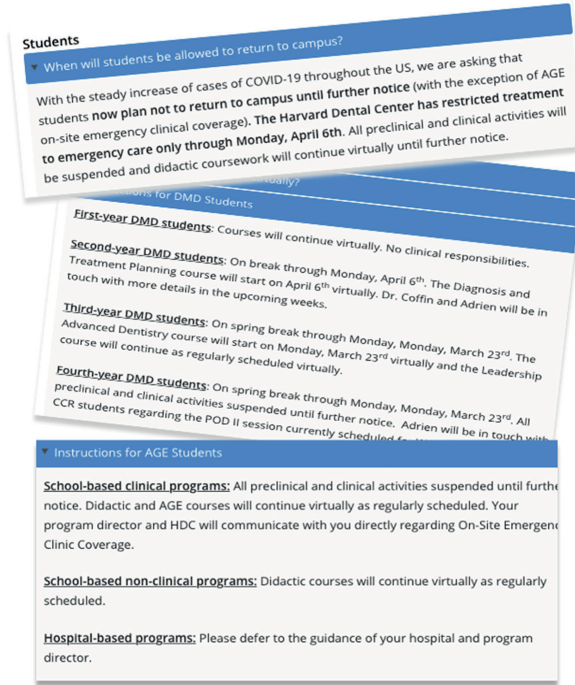 Students
When will students be allowed to return to campus?
With the steady increase of cases of COVID-19 throughout the US, we are asking that
students now plan not to return to campus until further notice (with the exception of AGE
on-site emergency clinical coverage). The Harvard Dental Center has restricted treatment
to emergency care only through Monday, April 6th. All preclinical and clinical activities will
be suspended and didactic coursework will continue virtually until further notice.
for DMD Students
First-year DMD students: Courses will continue virtually. No clinical responsibilities.
Second-year DMD students: On break through Monday, April 6th. The Diagnosis and
Treatment Planning course will start on April 6th virtually. Dr. Coffin and Adrien will be in
touch with more details in the upcoming weeks.
Third-year DMD students: On spring break through Monday, Monday, March 23rd. The
Advanced Dentistry course will start on Monday, March 23rd virtually and the Leadership
course will continue as regularly scheduled virtually.
Fourth-year DMD students: On spring break through Monday, Monday, March 23rd. All
preclinical and clinical activities suspended until further notice. Adrien will be in touch with
CCR students regarding the POD II session currently scheduled
Instructions for AGE Students
School-based clinical programs: All preclinical and clinical activities suspended until furthe
notice. Didactic and AGE courses will continue virtually as regularly scheduled. Your
program director and HDC will communicate with you directly regarding On-Site Emergenc
Clinic Coverage.
School-based non-clinical programs: Didactic courses will continue virtually as regularly
scheduled.
Hospital-based programs: Please defer to the guidance of your hospital and program
director.